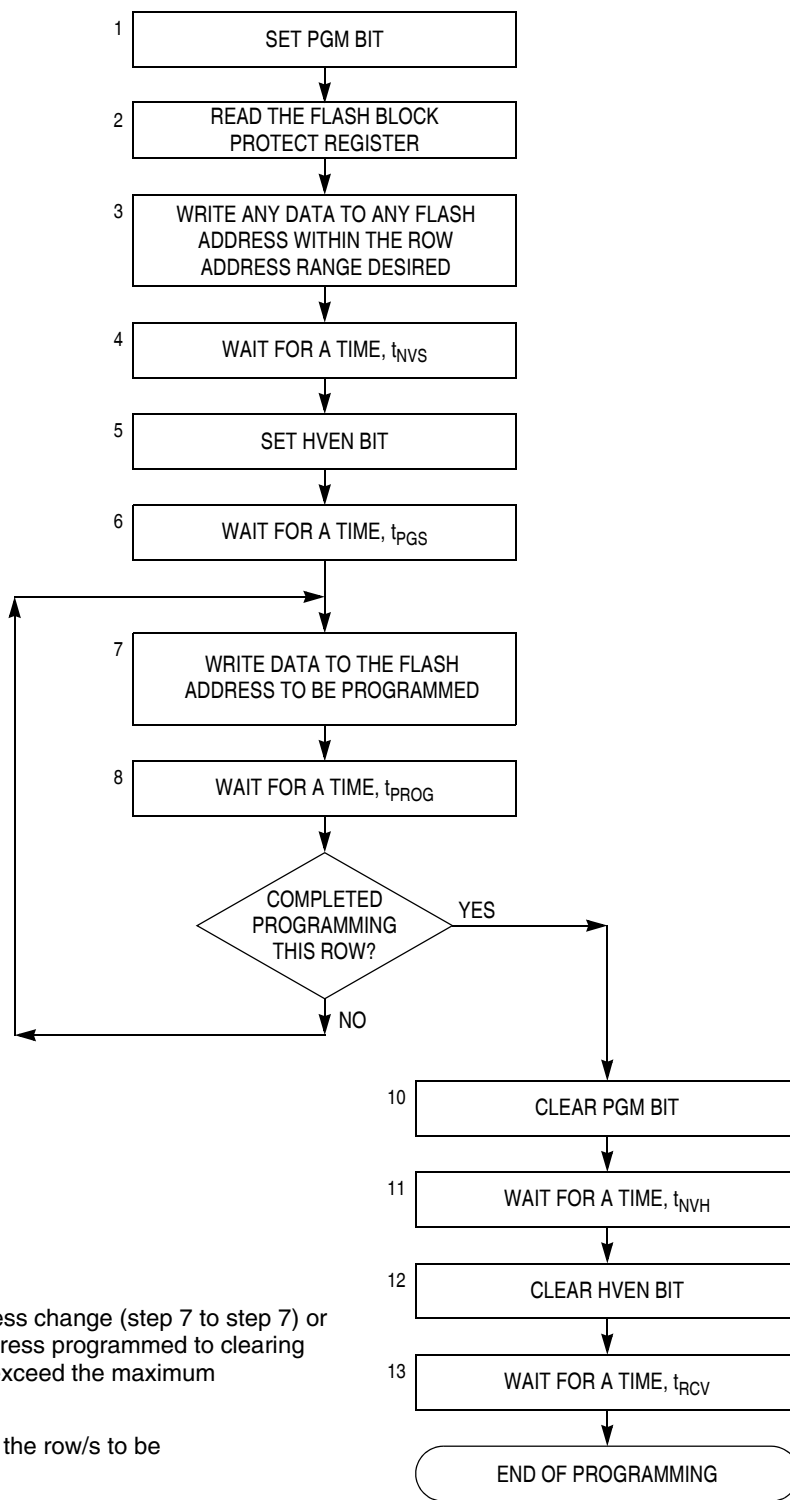 1
SET PGM BIT
2
READ THE FLASH BLOCK
PROTECT REGISTER
3
WRITE ANY DATA TO ANY FLASH
ADDRESS WITHIN THE ROW
ADDRESS RANGE DESIRED
4
WAIT FOR A TIME, tNVS
5
SET HVEN BIT
6
WAIT FOR A TIME, tPGS
7
WRITE DATA TO THE FLASH
ADDRESS TO BE PROGRAMMED
8
WAIT FOR A TIME, tPROG
COMPLETED
PROGRAMMING
THIS ROW?
YES
NO
10
CLEAR PGM BIT
11
WAIT FOR A TIME, tNVH
12
CLEAR HVEN BIT
13
WAIT FOR A TIME, tRCV
END OF PROGRAMMING
ess change (step 7 to step 7) or
ress programmed to clearing
exceed the maximum
the row/s to be